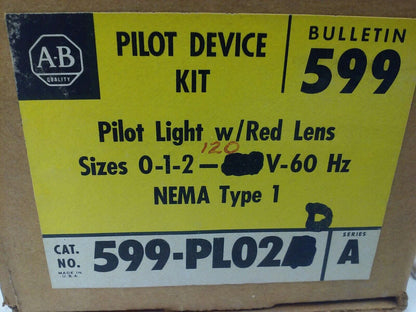 A-B
QUALITY
PILOT DEVICE
KIT
BULLETIN
599
Pilot Light w/Red Lens
120
Sizes 0-1-2— V-60 Hz
NEMA Type 1
CAT.
NO.
MADE IN
U.S.A.
599-PL02
D
SERIES
A